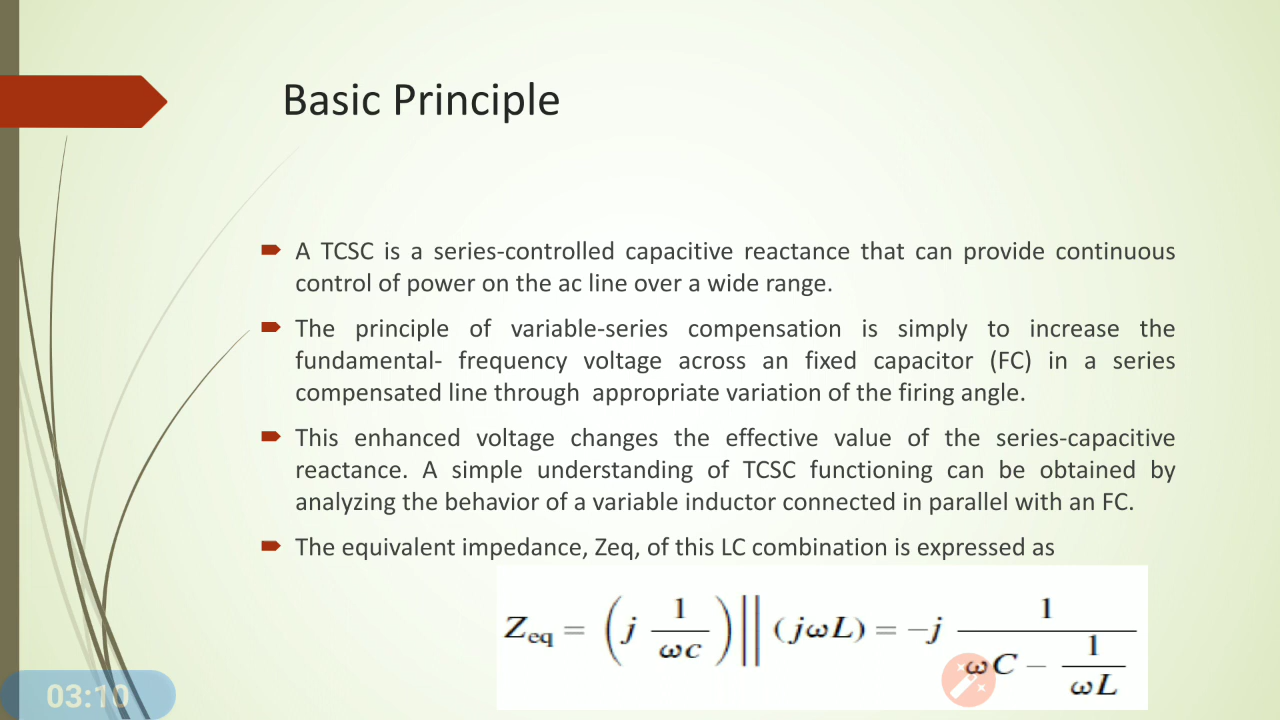 Basic Principle
A TCSC is a series-controlled capacitive reactance that can provide continuous
control of power on the ac line over a wide range.
The principle of variable-series compensation is simply to increase the
fundamental- frequency voltage across an fixed capacitor (FC) in a series
compensated line through appropriate variation of the firing angle.
This enhanced voltage changes the effective value of the series-capacitive
reactance. A simple understanding of TCSC functioning can be obtained by
analyzing the behavior of a variable inductor connected in parallel with an FC.
The equivalent impedance, Zeq, of this LC combination is expressed as
Zeq = (j 1/ωc) || (jωL) = −j 1/(ωC − 1/ωL)
03:10